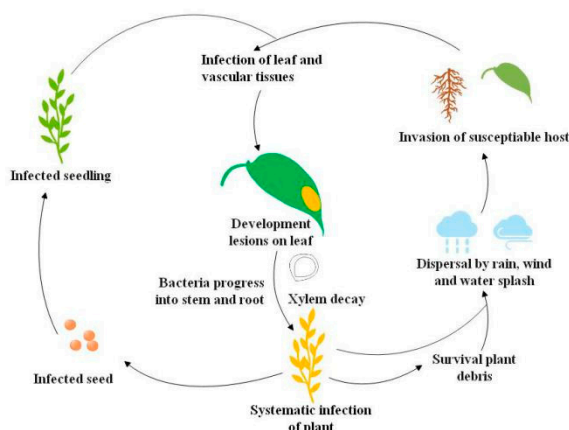 Infection of leaf and
vascular tissues
Invasion of susceptiable host
Infected seedling
Development
lesions on leaf
Dispersal by rain, wind
and water splash
Bacteria progress
into stem and root
Xylem decay
Survival plant
debris
Infected seed
Systematic infection
of plant